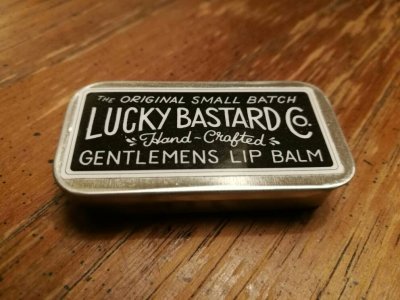 THE ORIGINAL SMALL BATCH
LUCKY BASTARD Co.
Hand-Crafted
GENTLEMENS LIP BALM